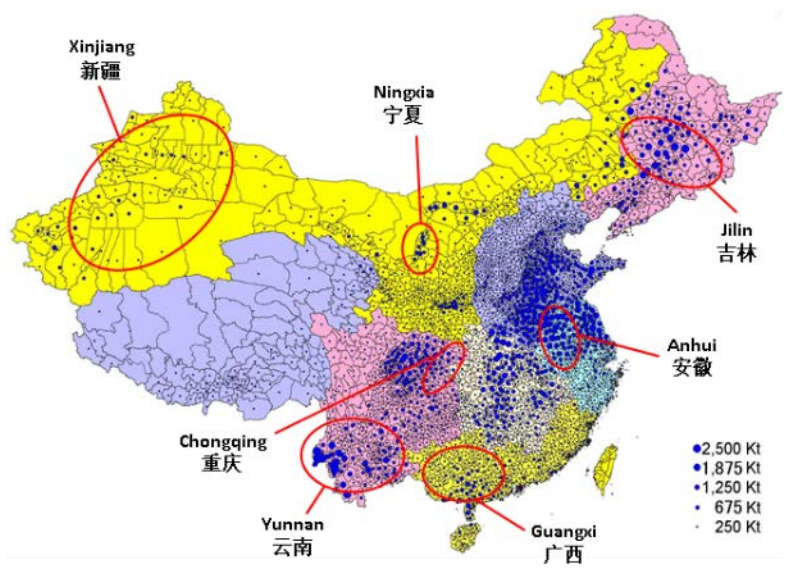 Xinjiang
新疆
Ningxia
宁夏
Jilin
吉林
Anhui
安徽
Chongqing
重庆
Yunnan
云南
Guangxi
广西
2,500 Kt
1,875 Kt
1,250 Kt
675 Kt
250 Kt